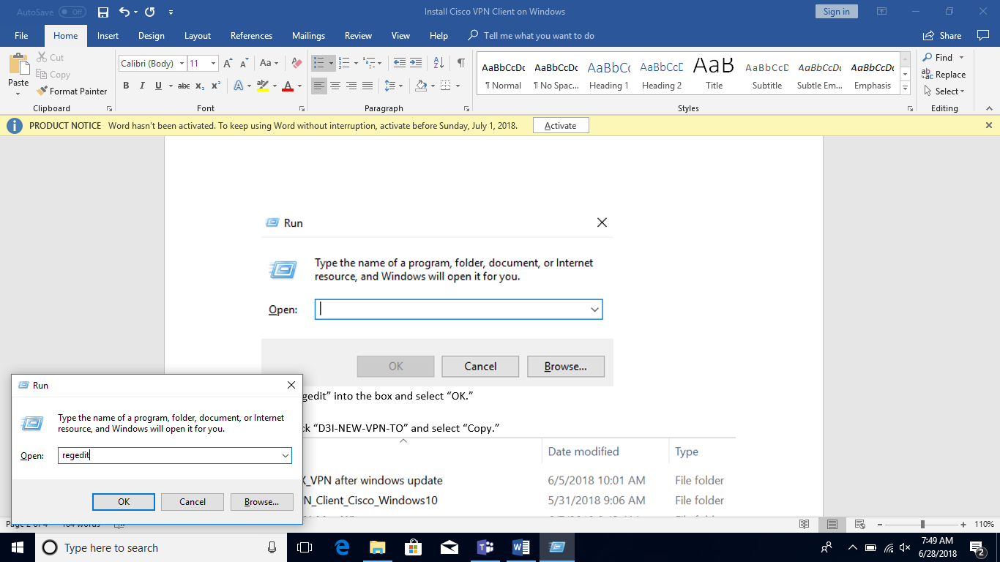 AutoSave Off
Install Cisco VPN Client on Windows
Sign in
File Home Insert Design Layout References Mailings Review View Help Tell me what you want to do Share
Paste
Cut
Copy
Format Painter
Clipboard
Calibri (Body) 11 Aa
B I U abc x₂ x² A ab A
Font
Paragraph
AaBbCcDc AaBbCcDc AaBbCc AaBbCcD AaB AaBbCcD AaBbCcDc AaBbCcDc
¶ Normal ¶ No Spac... Heading 1 Heading 2 Title Subtitle Subtle Em... Emphasis
Styles
Find
Replace
Select
Editing
PRODUCT NOTICE Word hasn't been activated. To keep using Word without interruption, activate before Sunday, July 1, 2018. Activate
Run
Type the name of a program, folder, document, or Internet
resource, and Windows will open it for you.
Open:
OK Cancel Browse...
gedit” into the box and select “OK.”
ck “D3I-NEW-VPN-TO” and select “Copy.”
Date modified Type
X_VPN after windows update 6/5/2018 10:01 AM File folder
N_Client_Cisco_Windows10 5/31/2018 9:06 AM File folder
Run
Type the name of a program, folder, document, or Internet
resource, and Windows will open it for you.
Open: regedit
OK Cancel Browse...
Page 2 of 4 words
110%
Type here to search
7:49 AM
6/28/2018
2